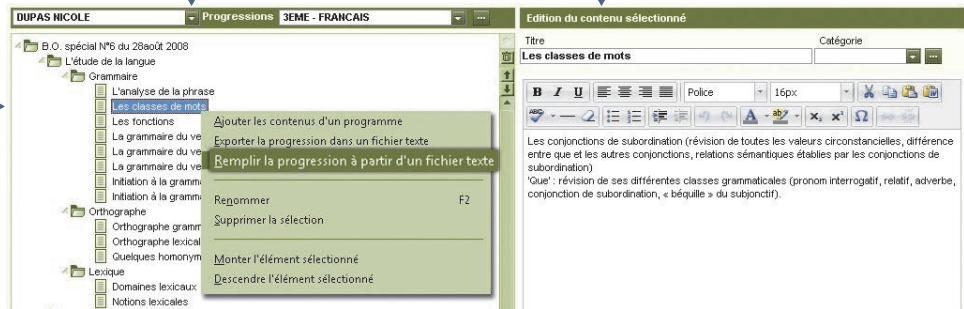 DUPAS NICOLE
Progressions
3EME - FRANCAIS
B.O. spécial N°6 du 28août 2008
L'étude de la langue
Grammaire
L'analyse de la phrase
Les classes de mots
Les fonctions
La grammaire du ve
La grammaire du ve
La grammaire du ve
Initiation à la gramm
Initiation à la gramm
Orthographe
Orthographe gramm
Orthographe lexical
Quelques homonym
Lexique
Domaines lexicaux
Notions lexicales
Ajouter les contenus d'un programme
Exporter la progression dans un fichier texte
Remplir la progression à partir d'un fichier texte
Renommer F2
Supprimer la sélection
Monter l'élément sélectionné
Descendre l'élément sélectionné
Edition du contenu sélectionné
Titre Catégorie
Les classes de mots
B I U Police 16px
ABC A ab x₂ x² Ω
Les conjonctions de subordination (révision de toutes les valeurs circonstancielles, différence
entre que et les autres conjonctions, relations sémantiques établies par les conjonctions de
subordination)
'Que' : révision de ses différentes classes grammaticales (pronom interrogatif, relatif, adverbe,
conjonction de subordination, « béquille » du subjonctif).